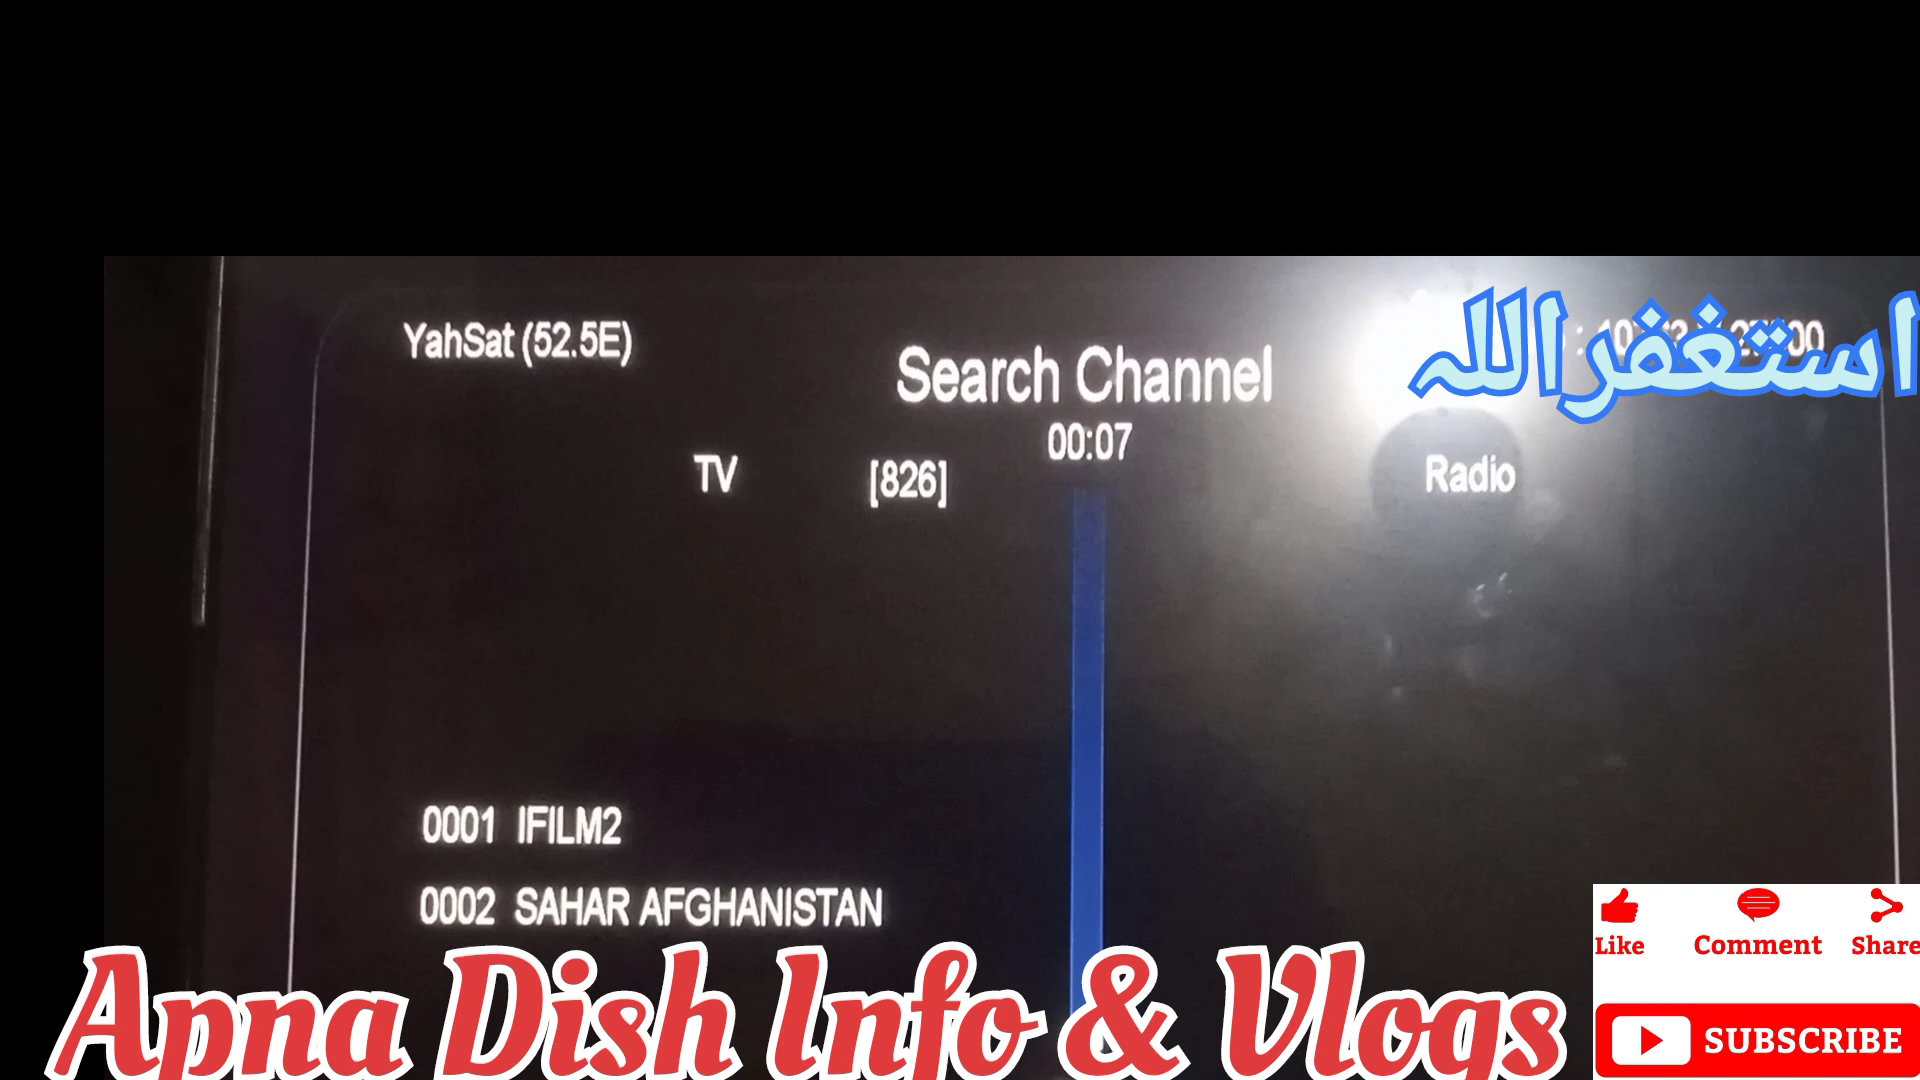 YahSat (52.5E)
Search Channel
استغفراللہ
00:07
TV [826] Radio
0001 IFILM2
0002 SAHAR AFGHANISTAN
Like Comment Share
Apna Dish Info & Vlogs
SUBSCRIBE